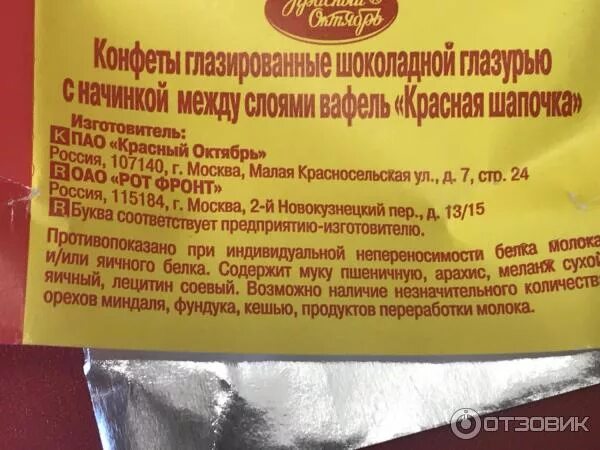 Красный
Октябрь
Конфеты глазированные шоколадной глазурью
с начинкой между слоями вафель «Красная шапочка»
Изготовитель:
К ПАО «Красный Октябрь»
Россия, 107140, г. Москва, Малая Красносельская ул., д. 7, стр. 24
R ОАО «РОТ ФРОНТ»
Россия, 115184, г. Москва, 2-й Новокузнецкий пер., д. 13/15
R Буква соответствует предприятию-изготовителю.
Противопоказано при индивидуальной непереносимости белка молока
и/или яичного белка. Содержит муку пшеничную, арахис, меланж сухой
яичный, лецитин соевый. Возможно наличие незначительного количеств
орехов миндаля, фундука, кешью, продуктов переработки молока.
ОТЗОВИК